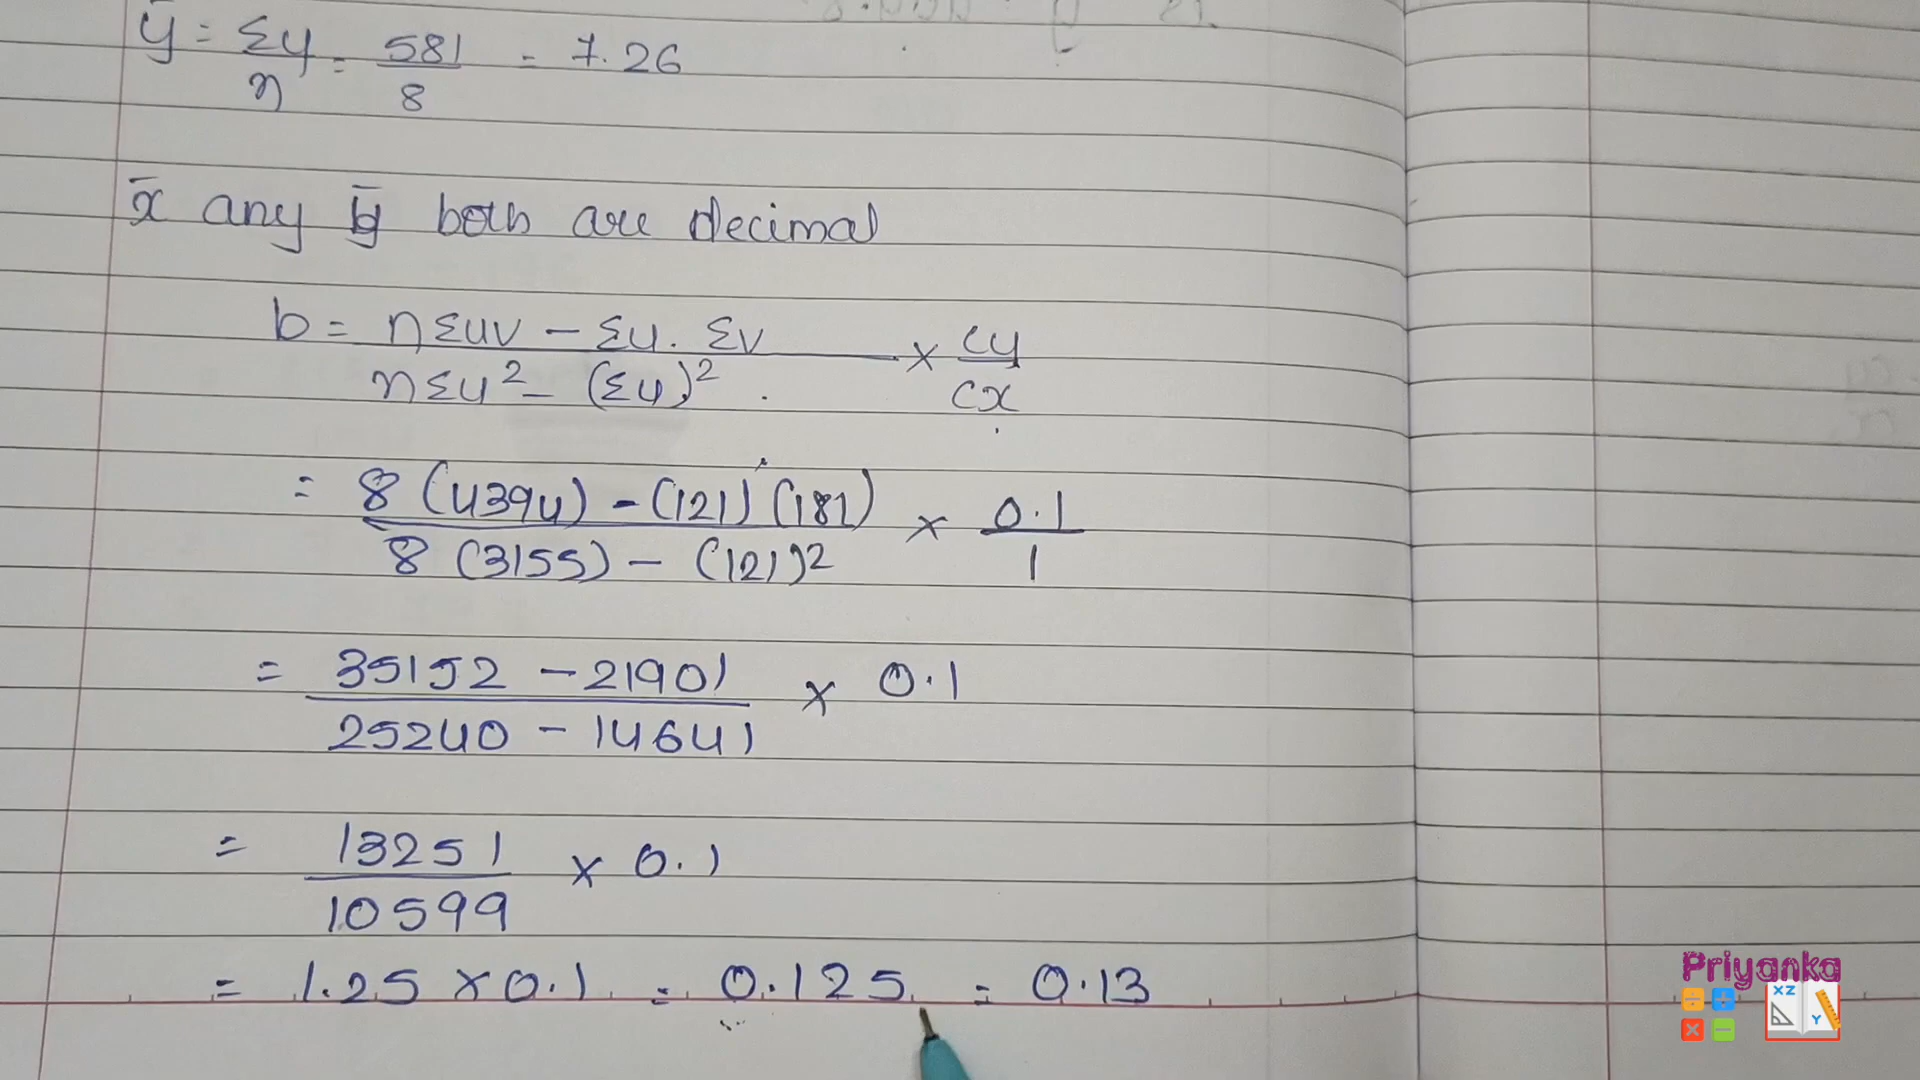 ȳ = Σy/n = 581/8 = 7.26
x̄ any ȳ both are decimal
b = nΣuv - Σu. Σv / nΣu² - (Σu)² × cy/cx
= 8 (4394) - (121) (181) / 8 (3155) - (121)² × 0.1/1
= 35152 - 21901 / 25240 - 14641 × 0.1
= 13251/10599 × 0.1
= 1.25 × 0.1 = 0.125 = 0.13
Priyanka
XZ
Y